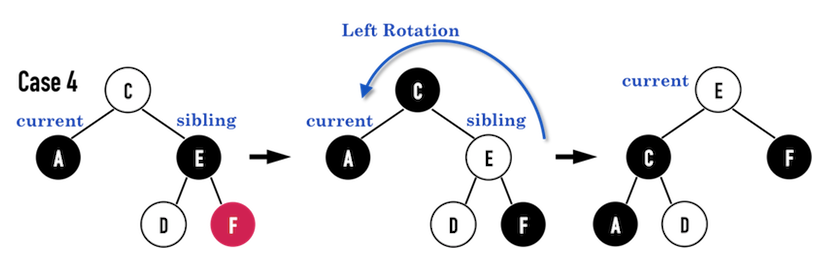 Left Rotation
Case 4
C
current
sibling
A
E
D
F
C
current
sibling
A
E
D
F
current
E
C
F
A
D